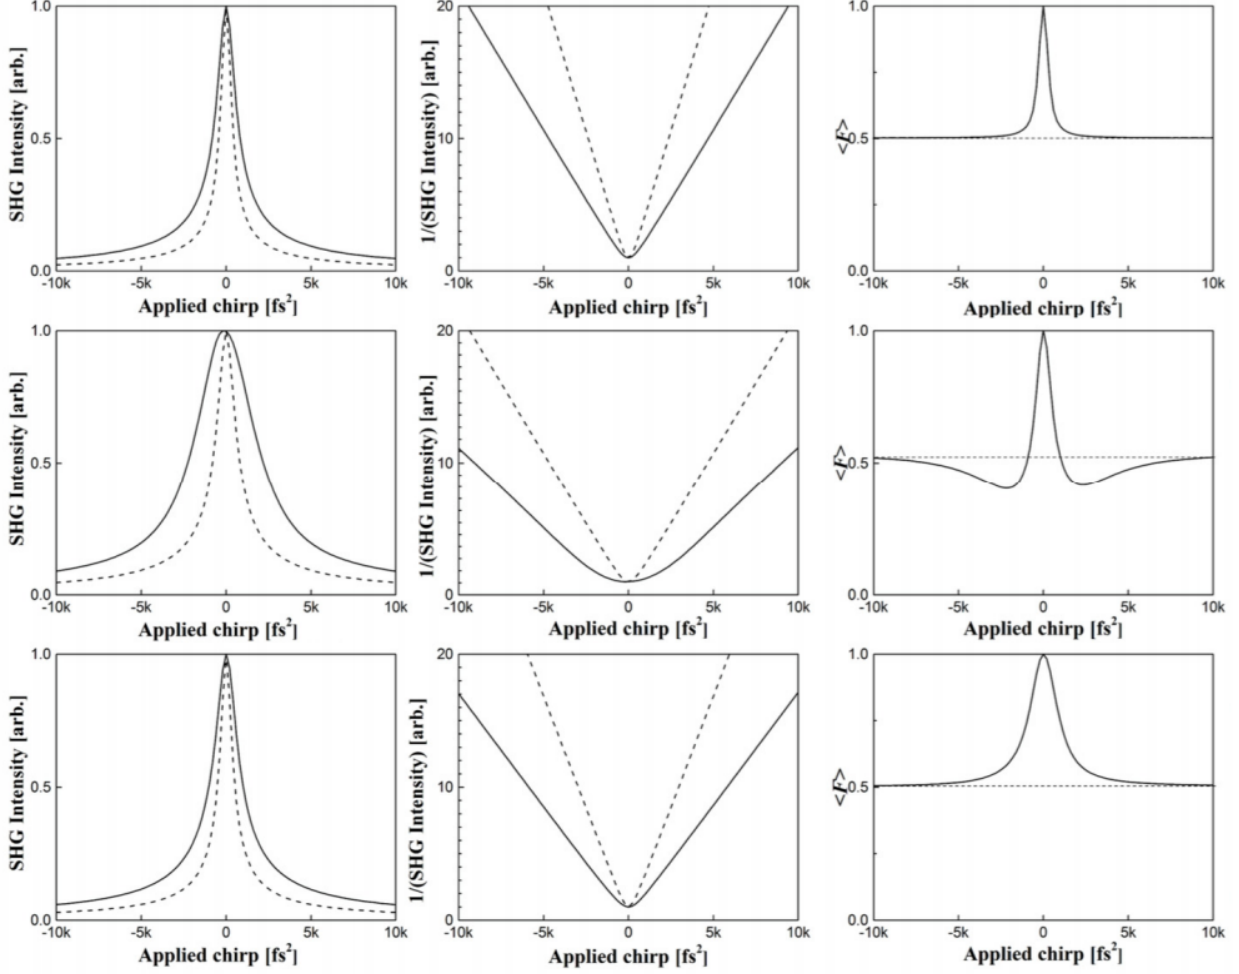 SHG Intensity [arb.]
1.0
0.5
0.0
-10k -5k 0 5k 10k
Applied chirp [fs²]
1/(SHG Intensity) [arb.]
20
10
0
-10k -5k 0 5k 10k
Applied chirp [fs²]
<F>
1.0
0.5
0.0
-10k -5k 0 5k 10k
Applied chirp [fs²]
SHG Intensity [arb.]
1.0
0.5
0.0
-10k -5k 0 5k 10k
Applied chirp [fs²]
1/(SHG Intensity) [arb.]
20
10
0
-10k -5k 0 5k 10k
Applied chirp [fs²]
<F>
1.0
0.5
0.0
-10k -5k 0 5k 10k
Applied chirp [fs²]
SHG Intensity [arb.]
1.0
0.5
0.0
-10k -5k 0 5k 10k
Applied chirp [fs²]
1/(SHG Intensity) [arb.]
20
10
0
-10k -5k 0 5k 10k
Applied chirp [fs²]
<F>
1.0
0.5
0.0
-10k -5k 0 5k 10k
Applied chirp [fs²]